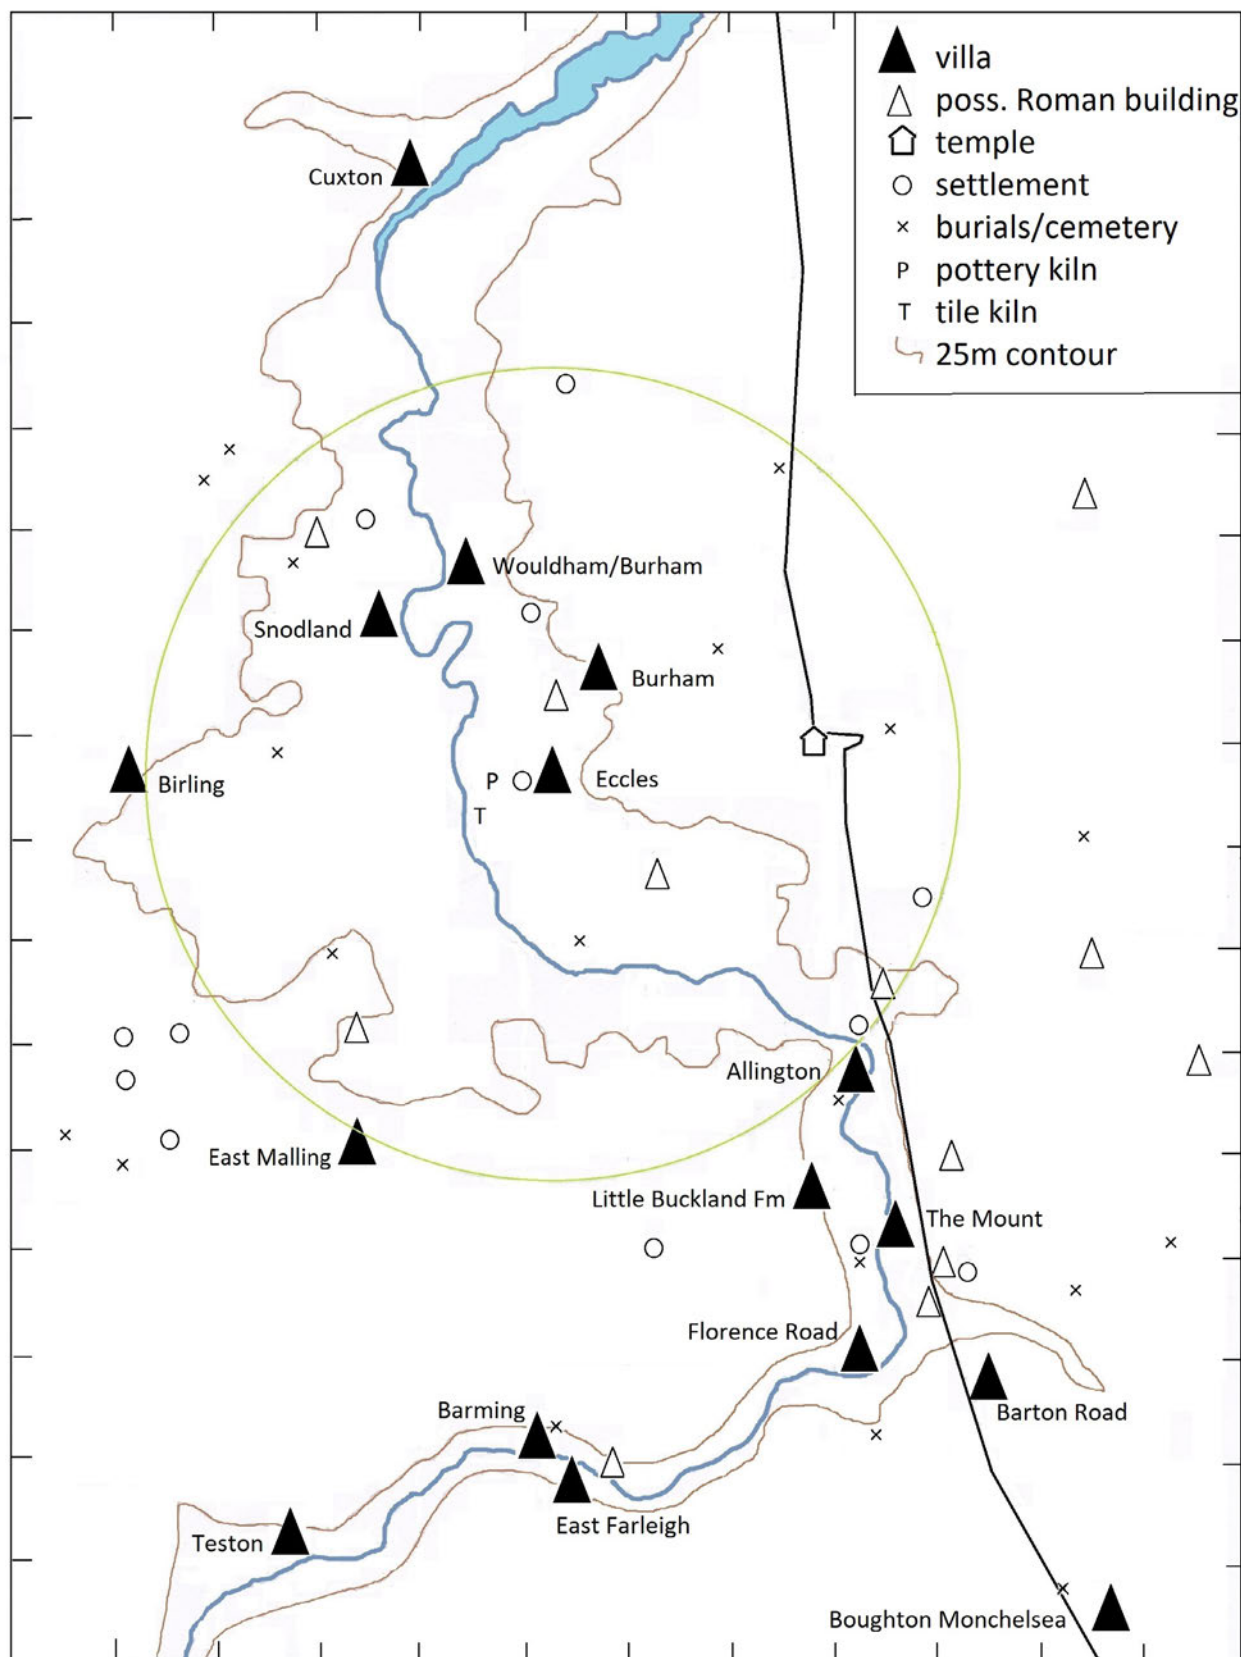 villa
poss. Roman building
temple
settlement
burials/cemetery
P pottery kiln
T tile kiln
25m contour
Cuxton
Wouldham/Burham
Snodland
Burham
Birling
P
Eccles
T
Allington
East Malling
Little Buckland Fm
The Mount
Florence Road
Barming
Barton Road
East Farleigh
Teston
Boughton Monchelsea